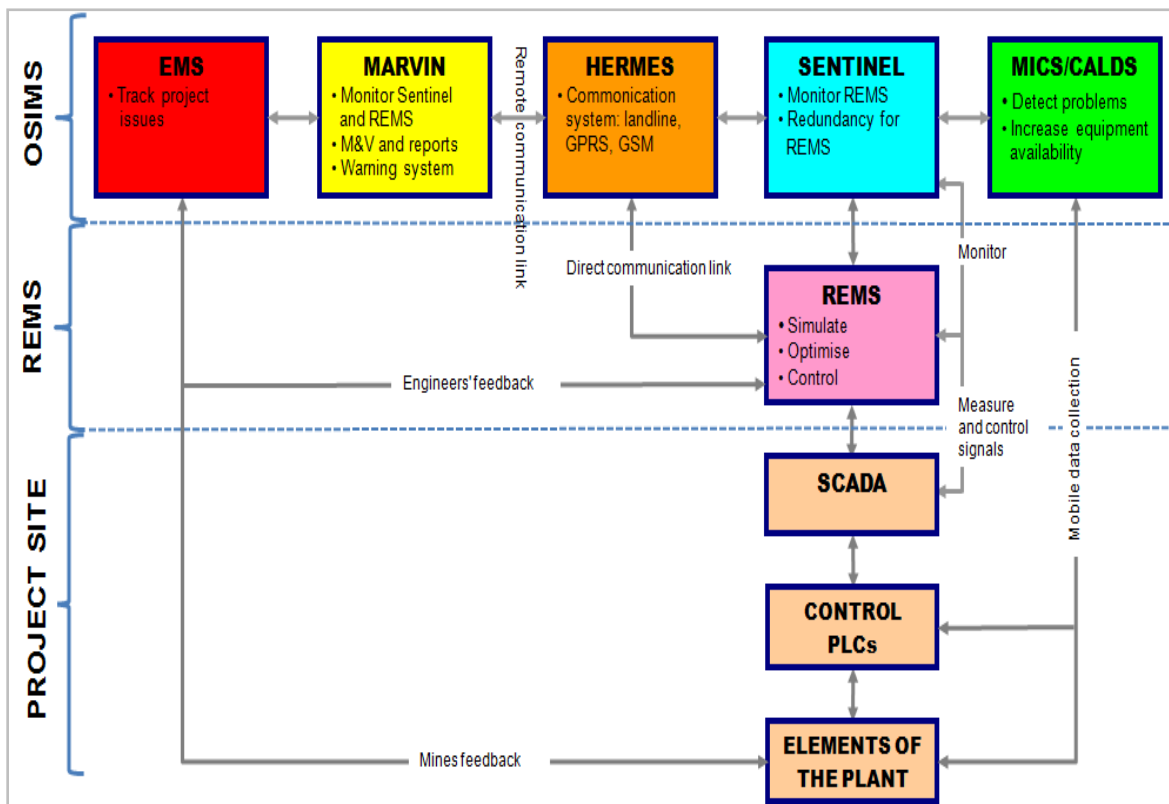 OSIMS
EMS
• Track project
issues
MARVIN
• Monitor Sentinel
and REMS
• M&V and reports
• Warning system
Remote communication link
HERMES
• Commonication
system: landline,
GPRS, GSM
SENTINEL
• Monitor REMS
• Redundancy for
REMS
MICS/CALDS
• Detect problems
• Increase equipment
availability
REMS
Direct communication link
Monitor
REMS
• Simulate
• Optimise
• Control
Engineers' feedback
Measure
and control
signals
Mobile data collection
PROJECT SITE
SCADA
CONTROL
PLCs
Mines feedback
ELEMENTS OF
THE PLANT